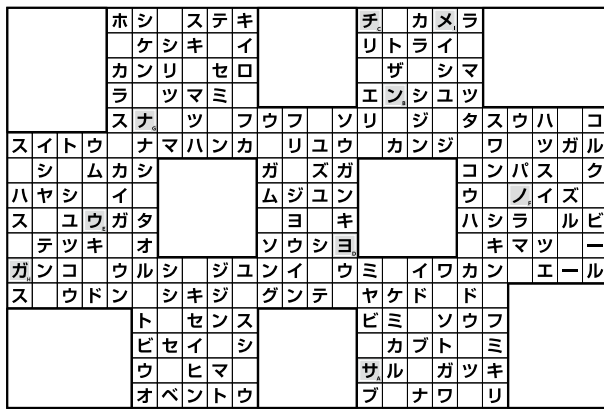 ホシ ステキ チ カメラ
ケシキ イ リトライ
カンリ セロ ザ シマ
ラ ツマミ エンシユツ
スナ ツ フウフ ソリ ジ タスウハ コ
スイトウ ナマハンカ リユウ カンジ ワ ツガル
シ ムカシ ガ ズガ コンパス ク
ハヤシ イ ムジユン ウ ノイズ
ス ユウガタ ヨ キ ハシラ ルビ
テツキ オ ソウシヨ キマツ ー
ガンコ ウルシ ジユンイ ウミ イワカン エール
ス ウドン シキジ グンテ ヤケド ド
ト センス ビミ ソウフ
ビセイ シ カブト ミ
ウ ヒマ サル ガツキ
オベントウ ブ ナワ リ